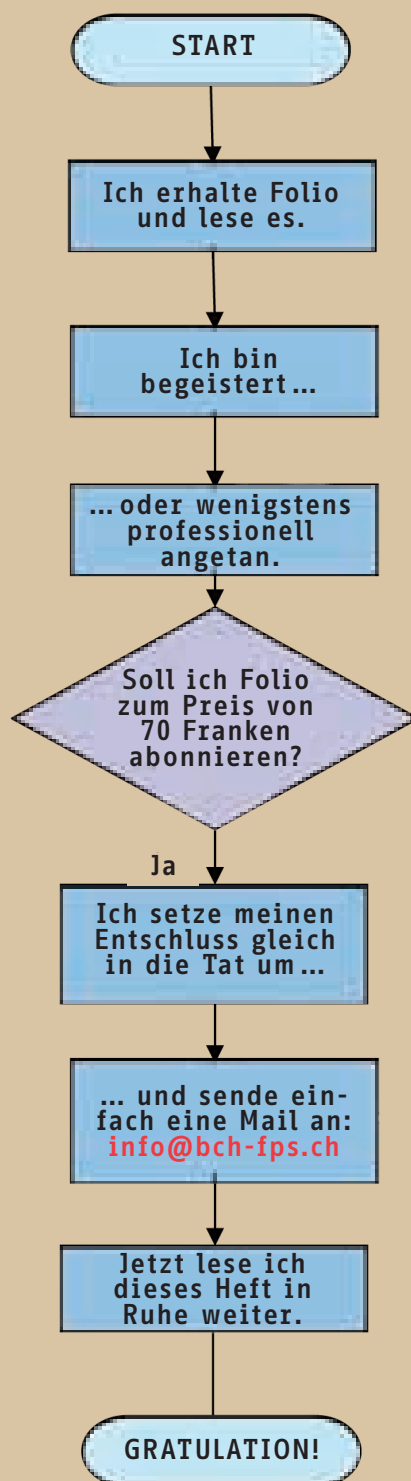 START
Ich erhalte Folio
und lese es.
Ich bin
begeistert...
... oder wenigstens
professionell
angetan.
Soll ich Folio
zum Preis von
70 Franken
abonnieren?
Ja
Ich setze meinen
Entschluss gleich
in die Tat um ...
... und sende ein-
fach eine Mail an:
info@bch-fps.ch
Jetzt lese ich
dieses Heft in
Ruhe weiter.
GRATULATION!